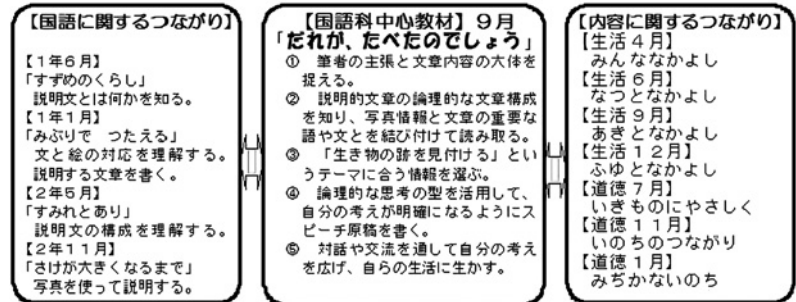 【国語に関するつながり】
【１年６月】
「すずめのくらし」
説明文とは何かを知る。
【１年１月】
「みぶりで　つたえる」
文と絵の対応を理解する。
説明する文章を書く。
【２年５月】
「すみれとあり」
説明文の構成を理解する。
【２年１１月】
「さけが大きくなるまで」
写真を使って説明する。
【国語科中心教材】９月
「だれが、たべたのでしょう」
①　筆者の主張と文章内容の大体を
捉える。
②　説明的文章の論理的な文章構成
を知り、写真情報と文章の重要な
語や文とを結び付けて読み取る。
③　「生き物の跡を見付ける」とい
うテーマに合う情報を選ぶ。
④　論理的な思考の型を活用して、
自分の考えが明確になるようにス
ピーチ原稿を書く。
⑤　対話や交流を通して自分の考え
を広げ、自らの生活に生かす。
【内容に関するつながり】
【生活４月】
みんななかよし
【生活６月】
なつとなかよし
【生活９月】
あきとなかよし
【生活１２月】
ふゆとなかよし
【道徳７月】
いきものにやさしく
【道徳１１月】
いのちのつながり
【道徳１月】
みぢかないのち